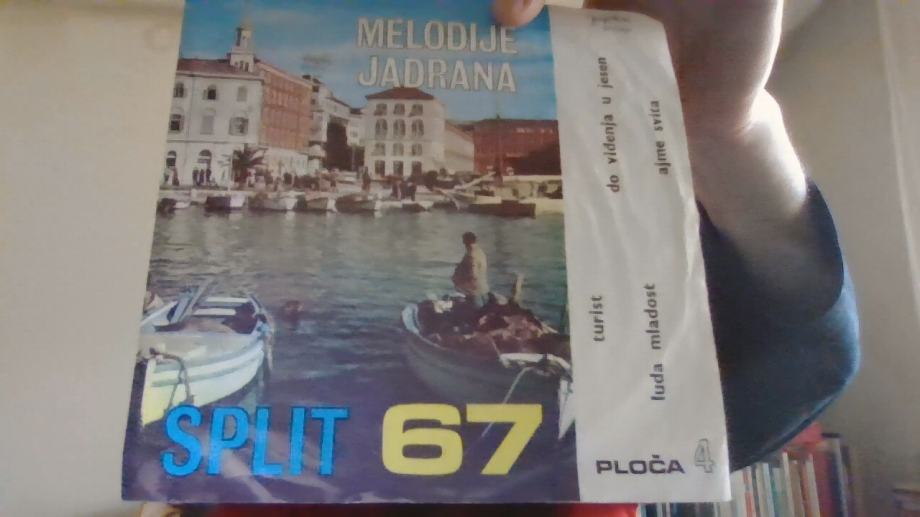 MELODIJE
JADRANA
SPLIT 67
turist
do viđenja u jesen
luda mladost
ajme svita
PLOČA 4